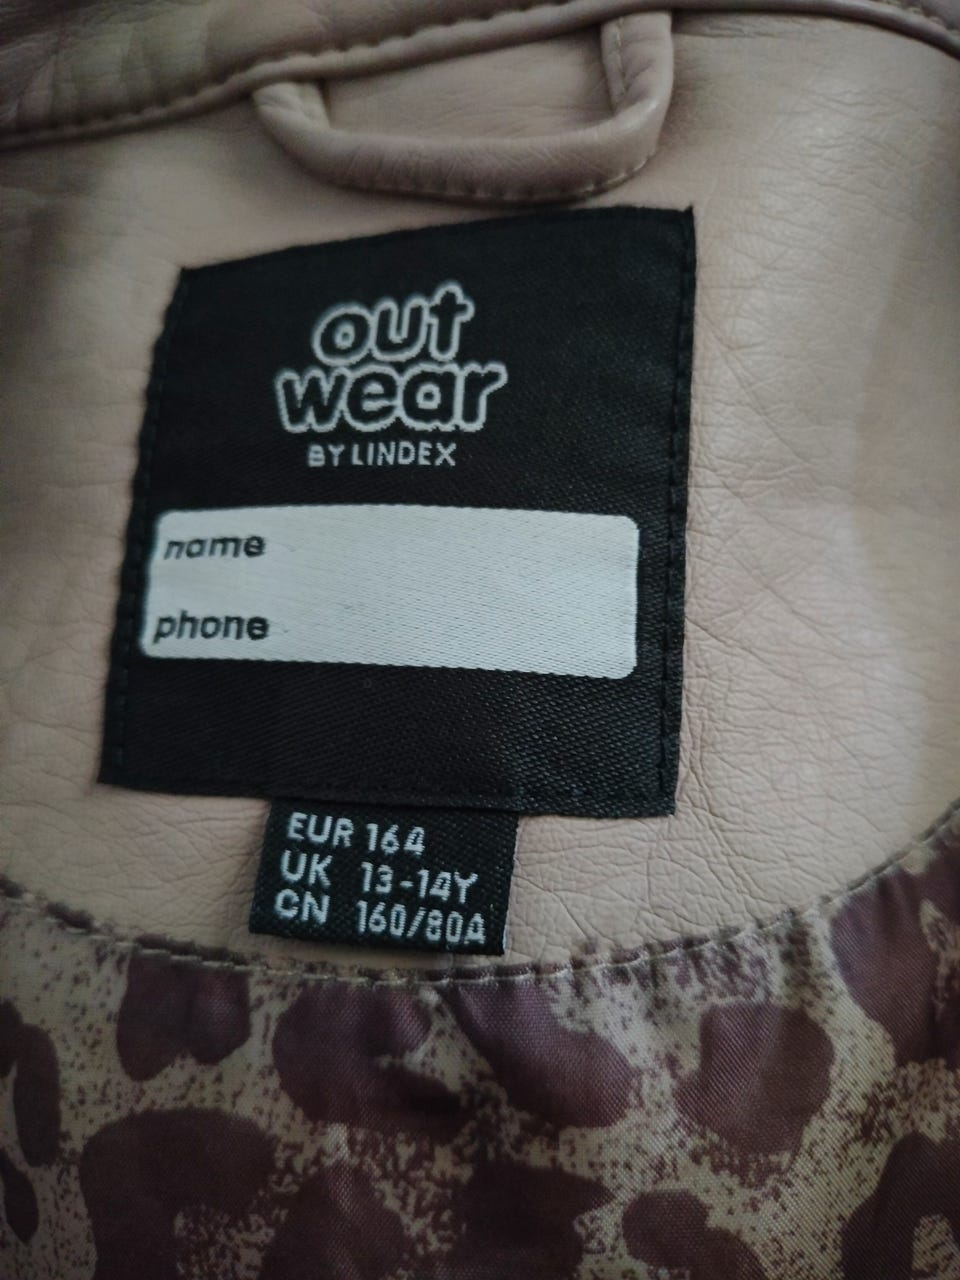 out
wear
BY LINDEX
name
phone
EUR 164
UK 13-14Y
CN 160/80A